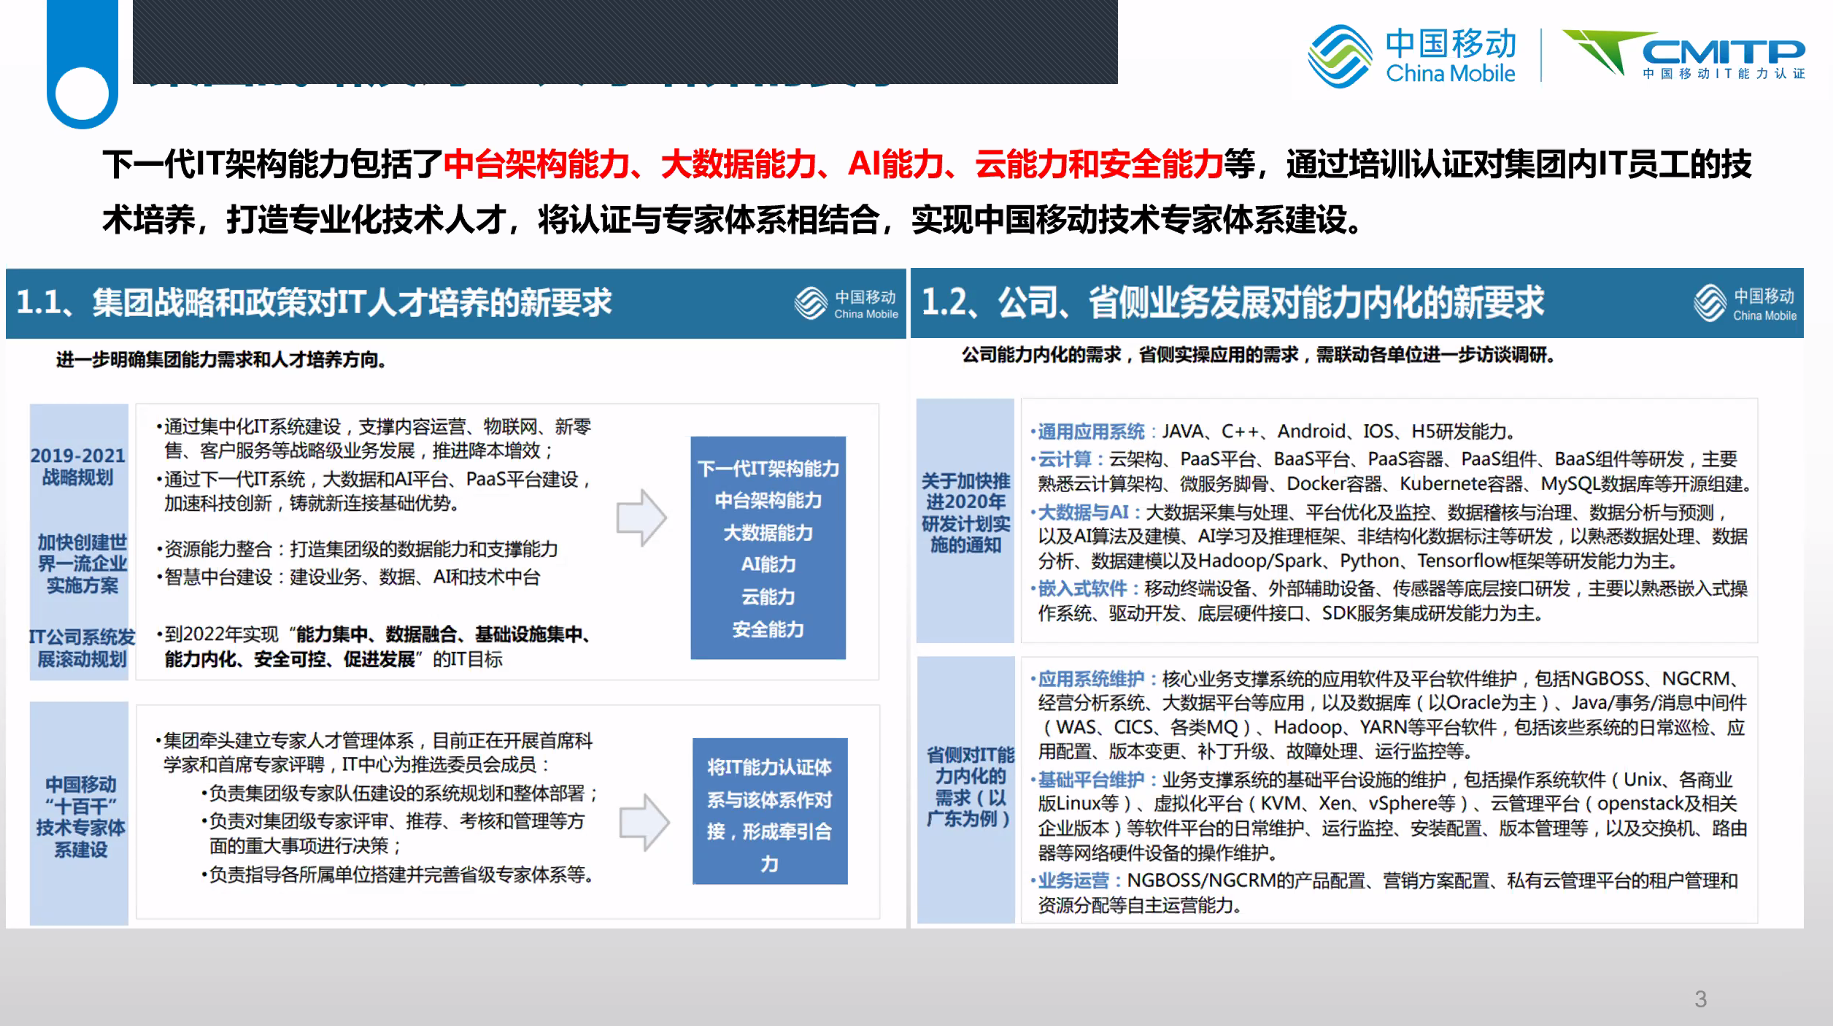 中国移动
China Mobile
CMITP
中国移动IT能力认证
下一代IT架构能力包括了中台架构能力、大数据能力、AI能力、云能力和安全能力等，通过培训认证对集团内IT员工的技
术培养，打造专业化技术人才，将认证与专家体系相结合，实现中国移动技术专家体系建设。
1.1、集团战略和政策对IT人才培养的新要求
中国移动
China Mobile
进一步明确集团能力需求和人才培养方向。
2019-2021
战略规划
•通过集中化IT系统建设，支撑内容运营、物联网、新零
售、客户服务等战略级业务发展，推进降本增效；
•通过下一代IT系统，大数据和AI平台、PaaS平台建设，
加速科技创新，铸就新连接基础优势。
加快创建世
界一流企业
实施方案
•资源能力整合：打造集团级的数据能力和支撑能力
•智慧中台建设：建设业务、数据、AI和技术中台
IT公司系统发
展滚动规划
•到2022年实现“能力集中、数据融合、基础设施集中、
能力内化、安全可控、促进发展”的IT目标
下一代IT架构能力
中台架构能力
大数据能力
AI能力
云能力
安全能力
中国移动
“十百千”
技术专家体
系建设
•集团牵头建立专家人才管理体系，目前正在开展首席科
学家和首席专家评聘，IT中心为推选委员会成员：
•负责集团级专家队伍建设的系统规划和整体部署；
•负责对集团级专家评审、推荐、考核和管理等方
面的重大事项进行决策；
•负责指导各所属单位搭建并完善省级专家体系等。
将IT能力认证体
系与该体系作对
接，形成牵引合
力
1.2、公司、省侧业务发展对能力内化的新要求
中国移动
China Mobile
公司能力内化的需求，省侧实操应用的需求，需联动各单位进一步访谈调研。
关于加快推
进2020年
研发计划实
施的通知
•通用应用系统：JAVA、C++、Android、IOS、H5研发能力。
•云计算：云架构、PaaS平台、BaaS平台、PaaS容器、PaaS组件、BaaS组件等研发，主要
熟悉云计算架构、微服务脚骨、Docker容器、Kubernete容器、MySQL数据库等开源组建。
•大数据与AI：大数据采集与处理、平台优化及监控、数据稽核与治理、数据分析与预测，
以及AI算法及建模、AI学习及推理框架、非结构化数据标注等研发，以熟悉数据处理、数据
分析、数据建模以及Hadoop/Spark、Python、Tensorflow框架等研发能力为主。
•嵌入式软件：移动终端设备、外部辅助设备、传感器等底层接口研发，主要以熟悉嵌入式操
作系统、驱动开发、底层硬件接口、SDK服务集成研发能力为主。
省侧对IT能
力内化的
需求（以
广东为例）
•应用系统维护：核心业务支撑系统的应用软件及平台软件维护，包括NGBOSS、NGCRM、
经营分析系统、大数据平台等应用，以及数据库（以Oracle为主）、Java/事务/消息中间件
（WAS、CICS、各类MQ）、Hadoop、YARN等平台软件，包括该些系统的日常巡检、应
用配置、版本变更、补丁升级、故障处理、运行监控等。
•基础平台维护：业务支撑系统的基础平台设施的维护，包括操作系统软件（Unix、各商业
版Linux等）、虚拟化平台（KVM、Xen、vSphere等）、云管理平台（openstack及相关
企业版本）等软件平台的日常维护、运行监控、安装配置、版本管理等，以及交换机、路由
器等网络硬件设备的操作维护。
•业务运营：NGBOSS/NGCRM的产品配置、营销方案配置、私有云管理平台的租户管理和
资源分配等自主运营能力。
3